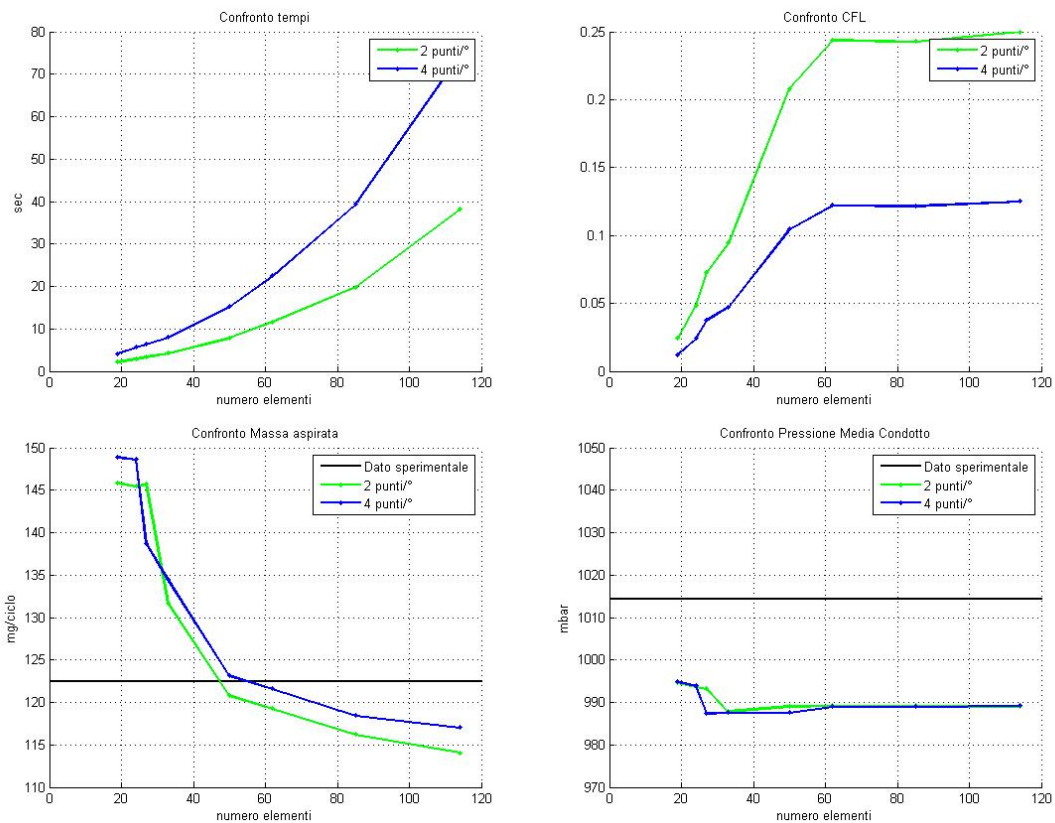 Confronto tempi
80
70
60
50
40
30
20
10
0
sec
0 20 40 60 80 100 120
numero elementi
2 punti/°
4 punti/°
Confronto CFL
0.25
0.2
0.15
0.1
0.05
0
0 20 40 60 80 100 120
numero elementi
2 punti/°
4 punti/°
Confronto Massa aspirata
150
145
140
135
130
125
120
115
110
mg/ciclo
0 20 40 60 80 100 120
numero elementi
Dato sperimentale
2 punti/°
4 punti/°
Confronto Pressione Media Condotto
1050
1040
1030
1020
1010
1000
990
980
970
mbar
0 20 40 60 80 100 120
numero elementi
Dato sperimentale
2 punti/°
4 punti/°